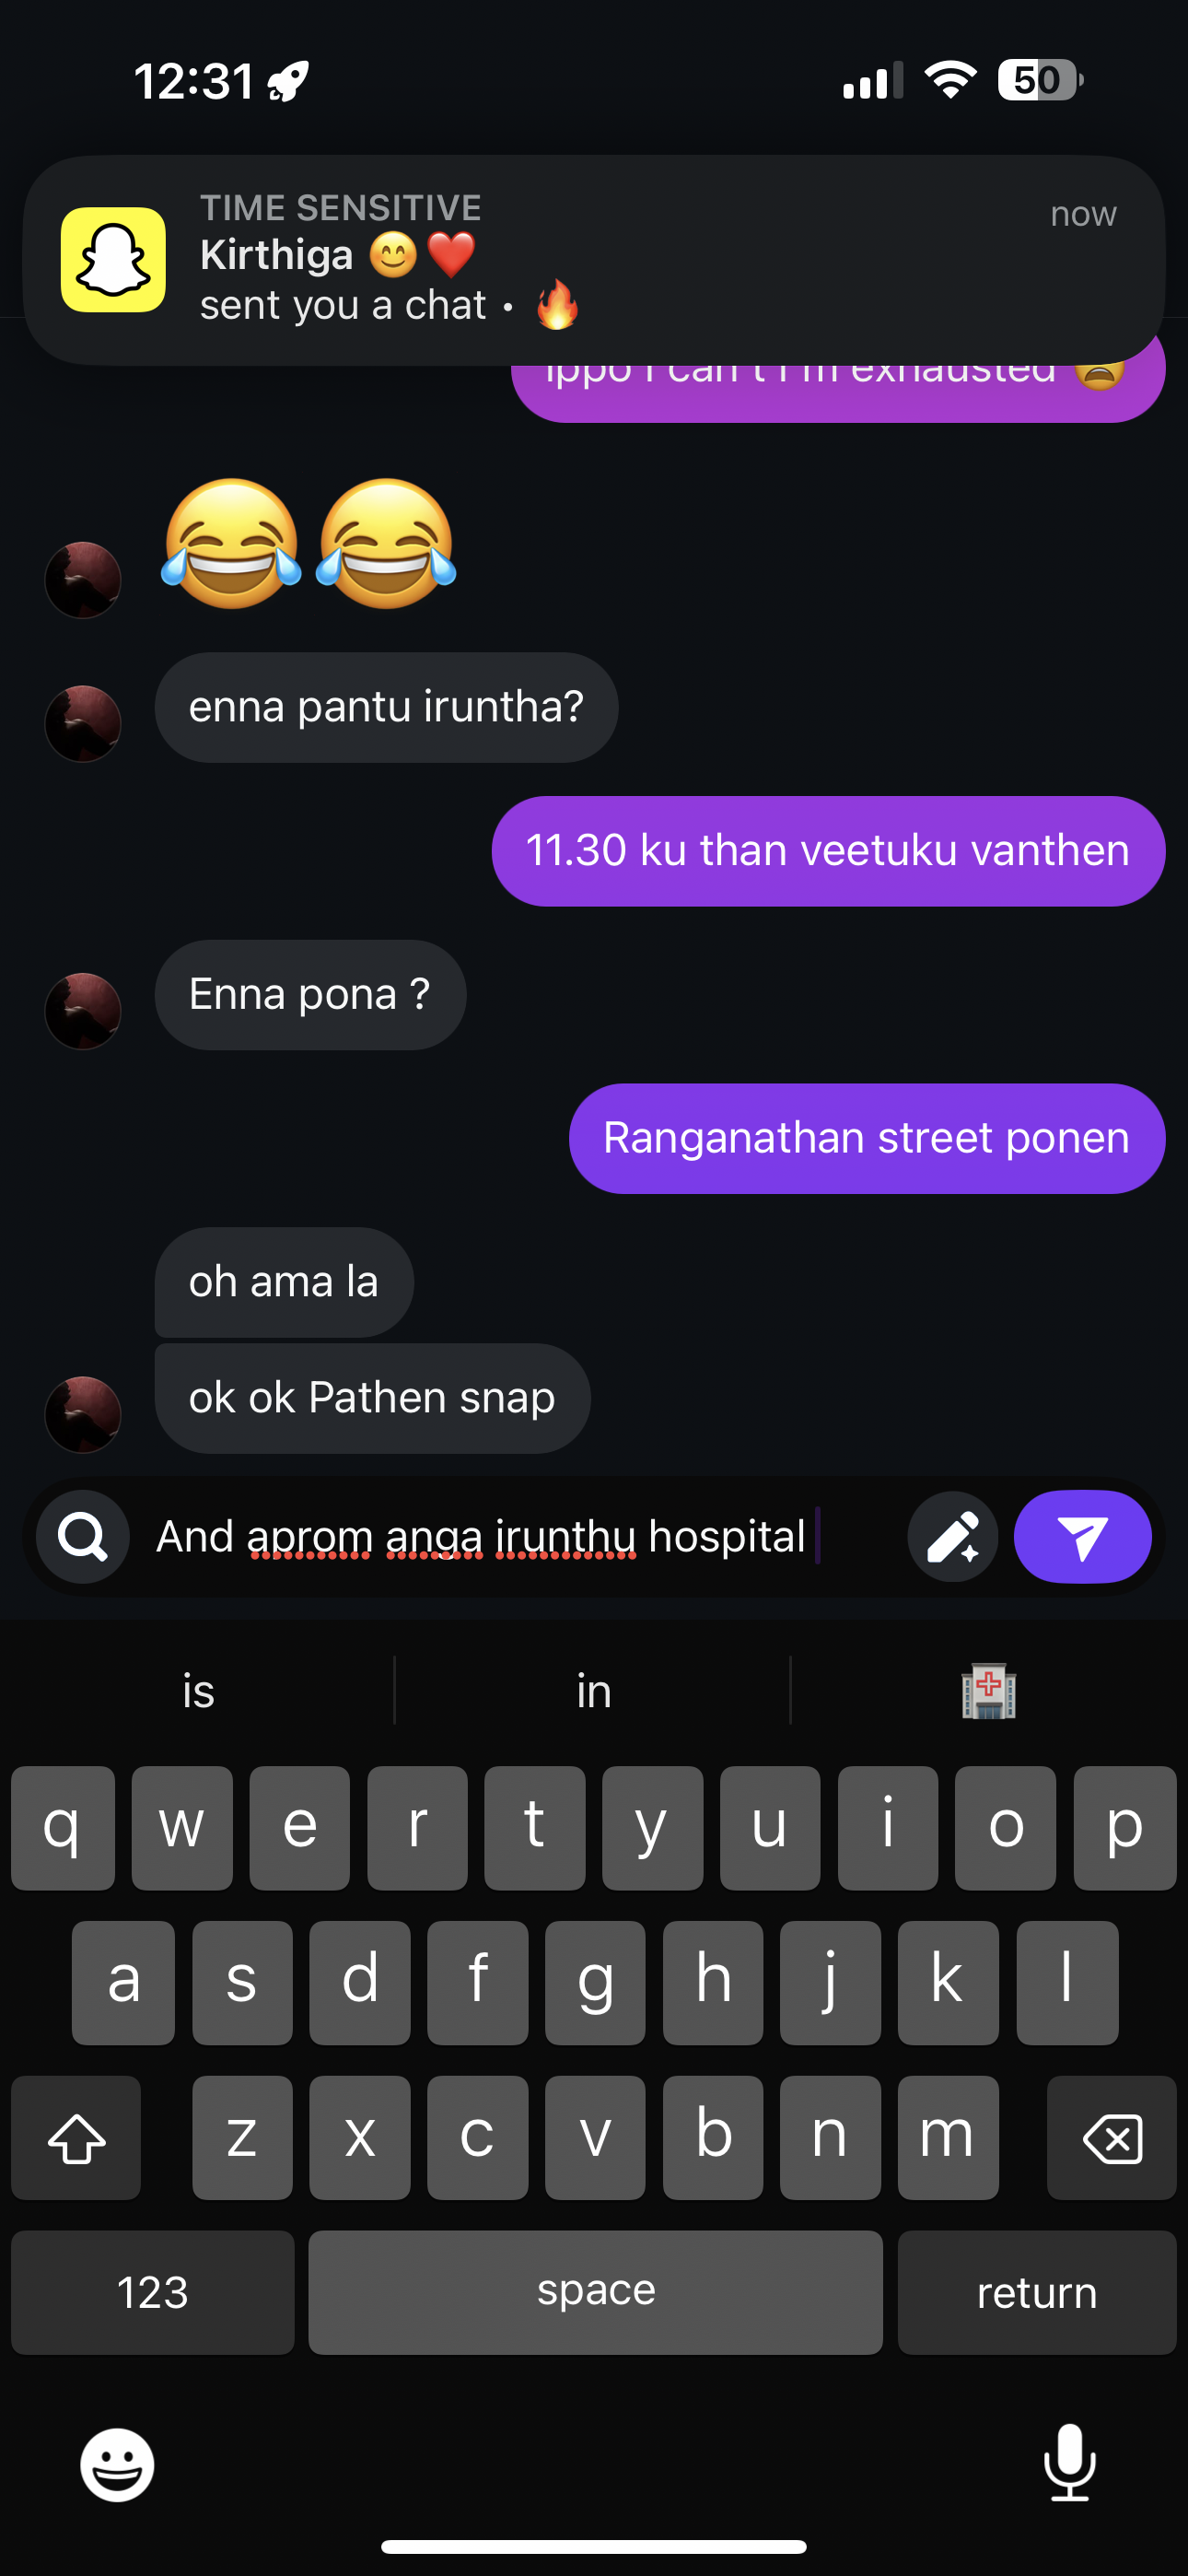 12:31
50
TIME SENSITIVE
now
Kirthiga 😊❤️
sent you a chat • 🔥
ippo I can't I'm exhausted 😩
😂😂
enna pantu iruntha?
11.30 ku than veetuku vanthen
Enna pona ?
Ranganathan street ponen
oh ama la
ok ok Pathen snap
And aprom anga irunthu hospital
is in 🏥
q w e r t y u i o p
a s d f g h j k l
z x c v b n m
123 space return